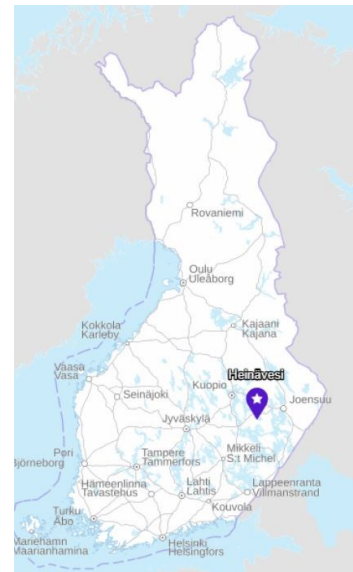 Rovaniemi
Oulu
Uleåborg
Kokkola
Karleby
Kajaani
Kajana
Vaasa
Vasa
Heinävesi
Kuopio
Seinäjoki
Joensuu
Jyväskylä
Mikkeli
S:t Michel
Tampere
Tammerfors
Björneborg
Pori
Hämeenlinna
Tavastehus
Lahti
Lahtis
Lappeenranta
Villmanstrand
Kouvola
Turku
Åbo
Helsinki
Helsingfors
Mariehamn
Maarianhamina